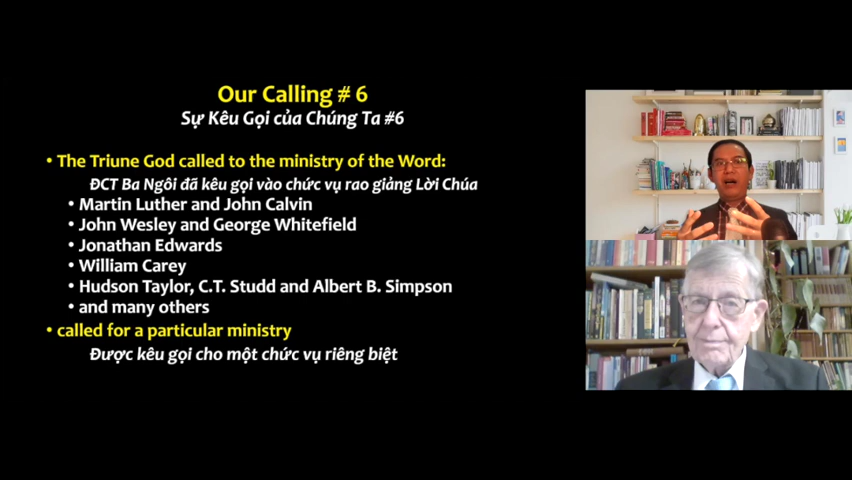 Our Calling # 6
Sự Kêu Gọi của Chúng Ta #6
• The Triune God called to the ministry of the Word:
ĐCT Ba Ngôi đã kêu gọi vào chức vụ rao giảng Lời Chúa
• Martin Luther and John Calvin
• John Wesley and George Whitefield
• Jonathan Edwards
• William Carey
• Hudson Taylor, C.T. Studd and Albert B. Simpson
• and many others
• called for a particular ministry
Được kêu gọi cho một chức vụ riêng biệt